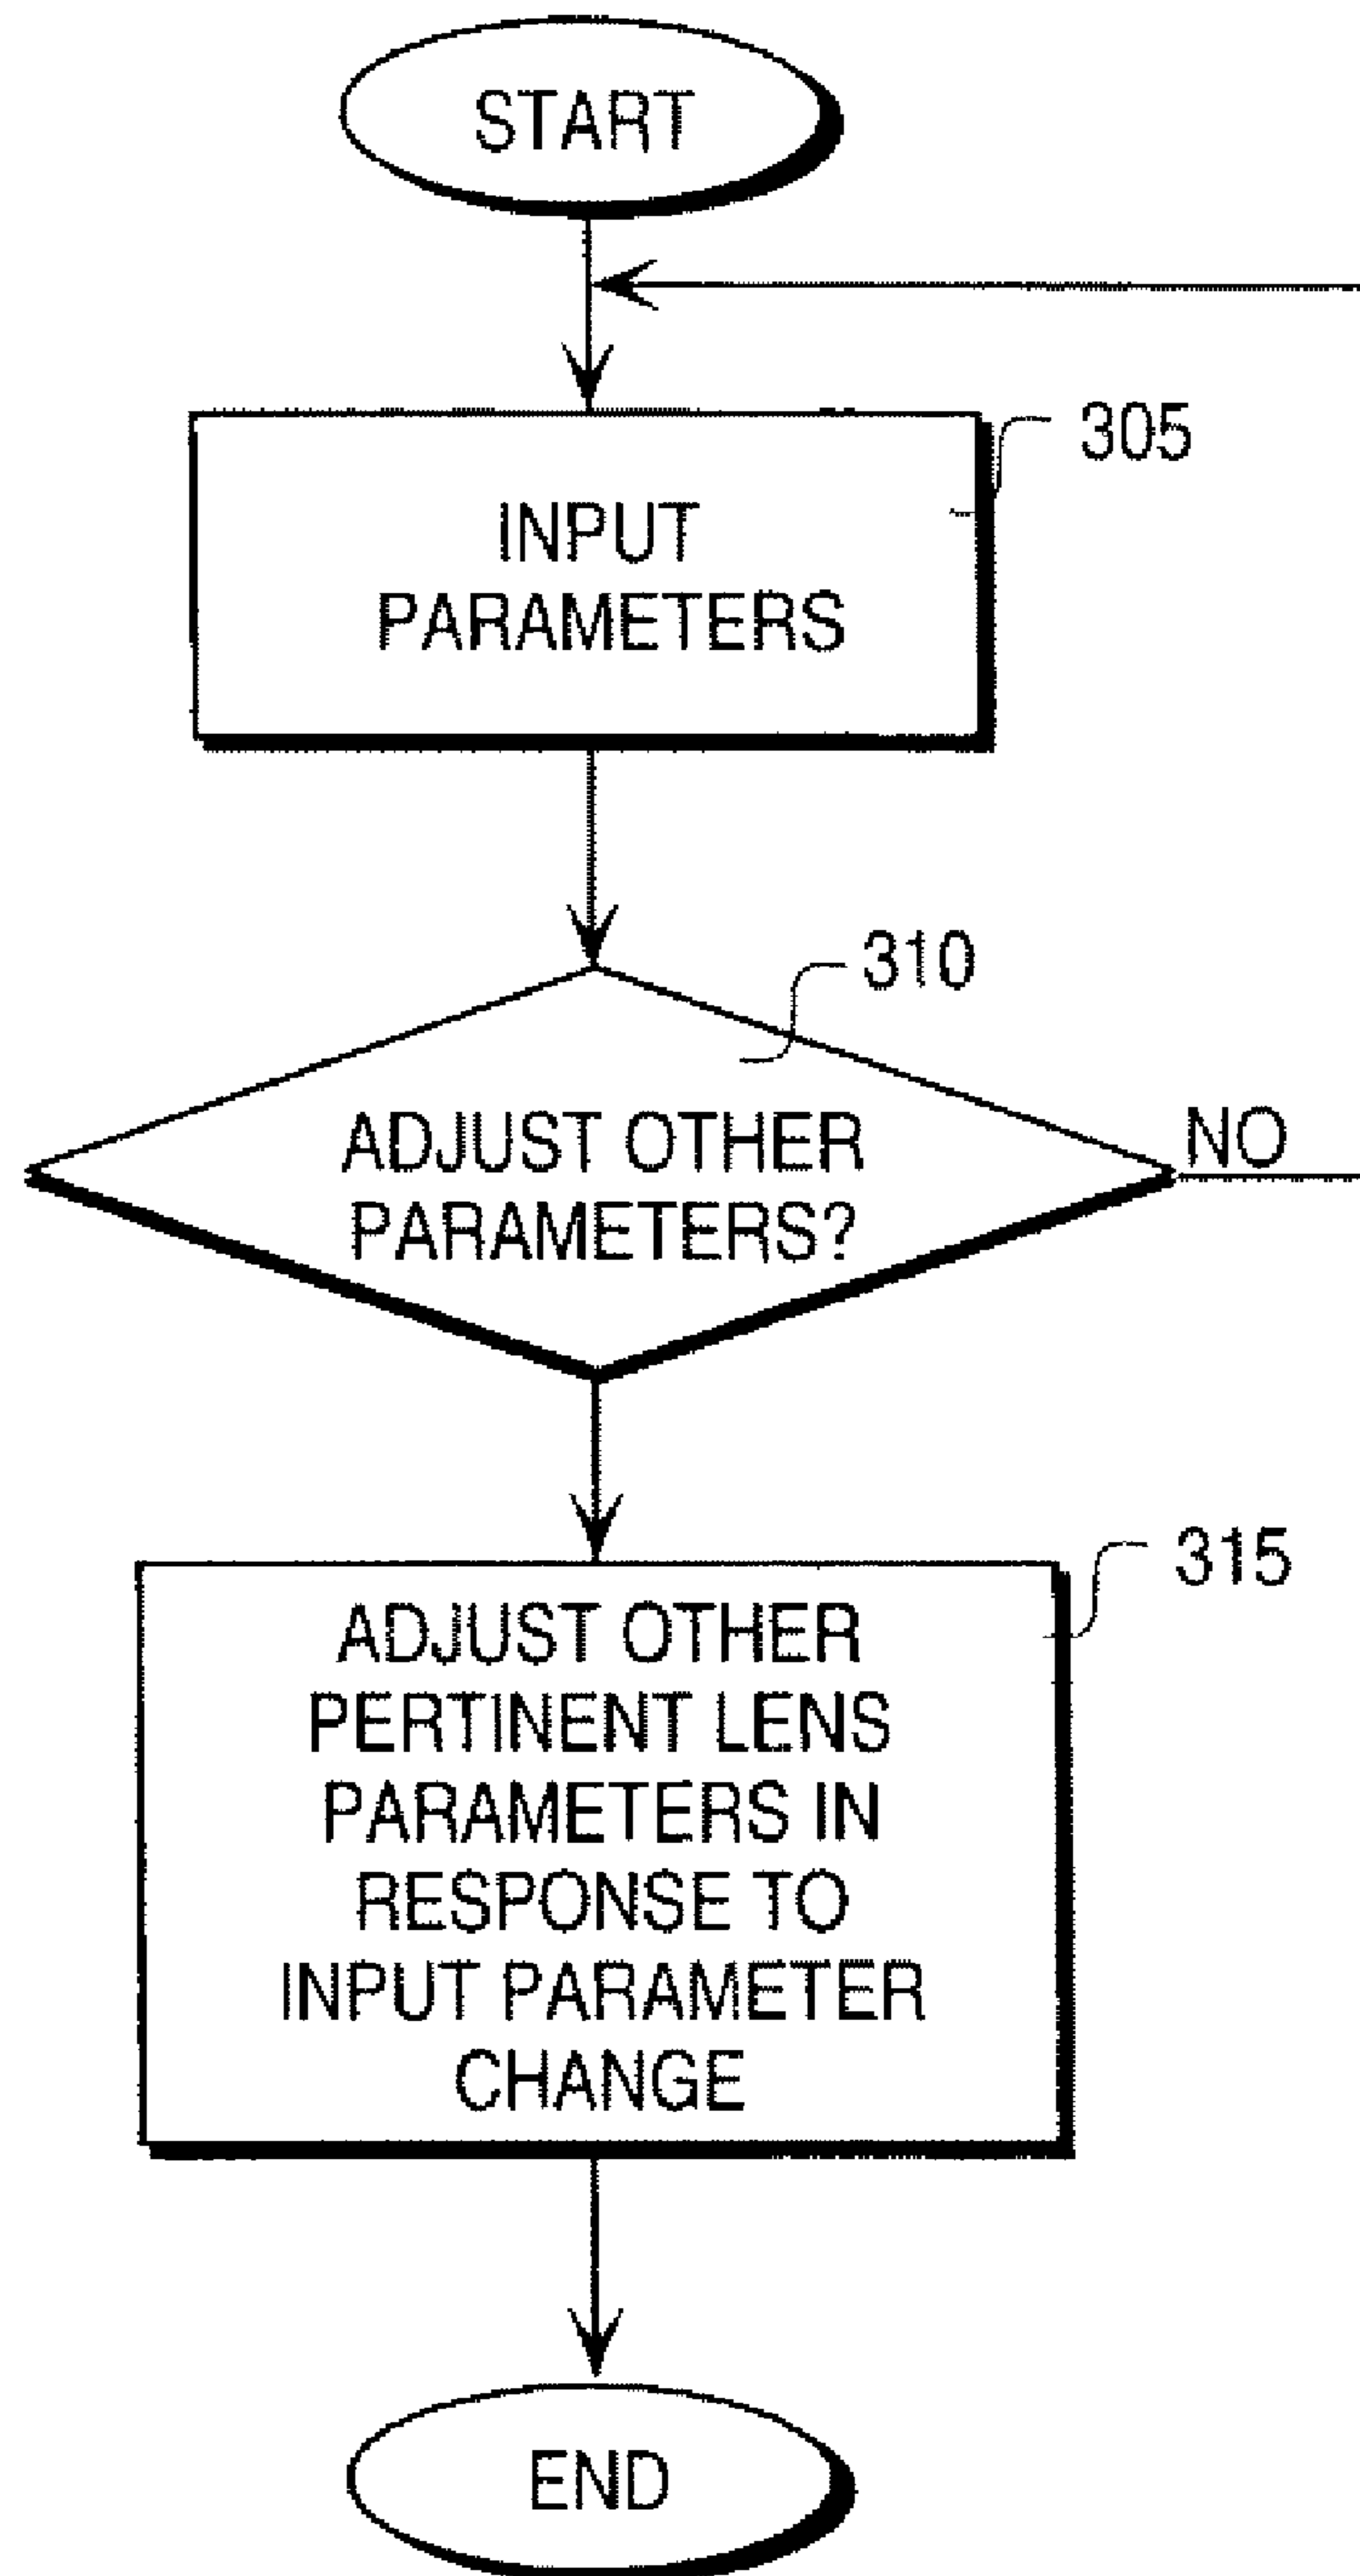 START
305
INPUT
PARAMETERS
310
ADJUST OTHER
PARAMETERS?
NO
315
ADJUST OTHER
PERTINENT LENS
PARAMETERS IN
RESPONSE TO
INPUT PARAMETER
CHANGE
END